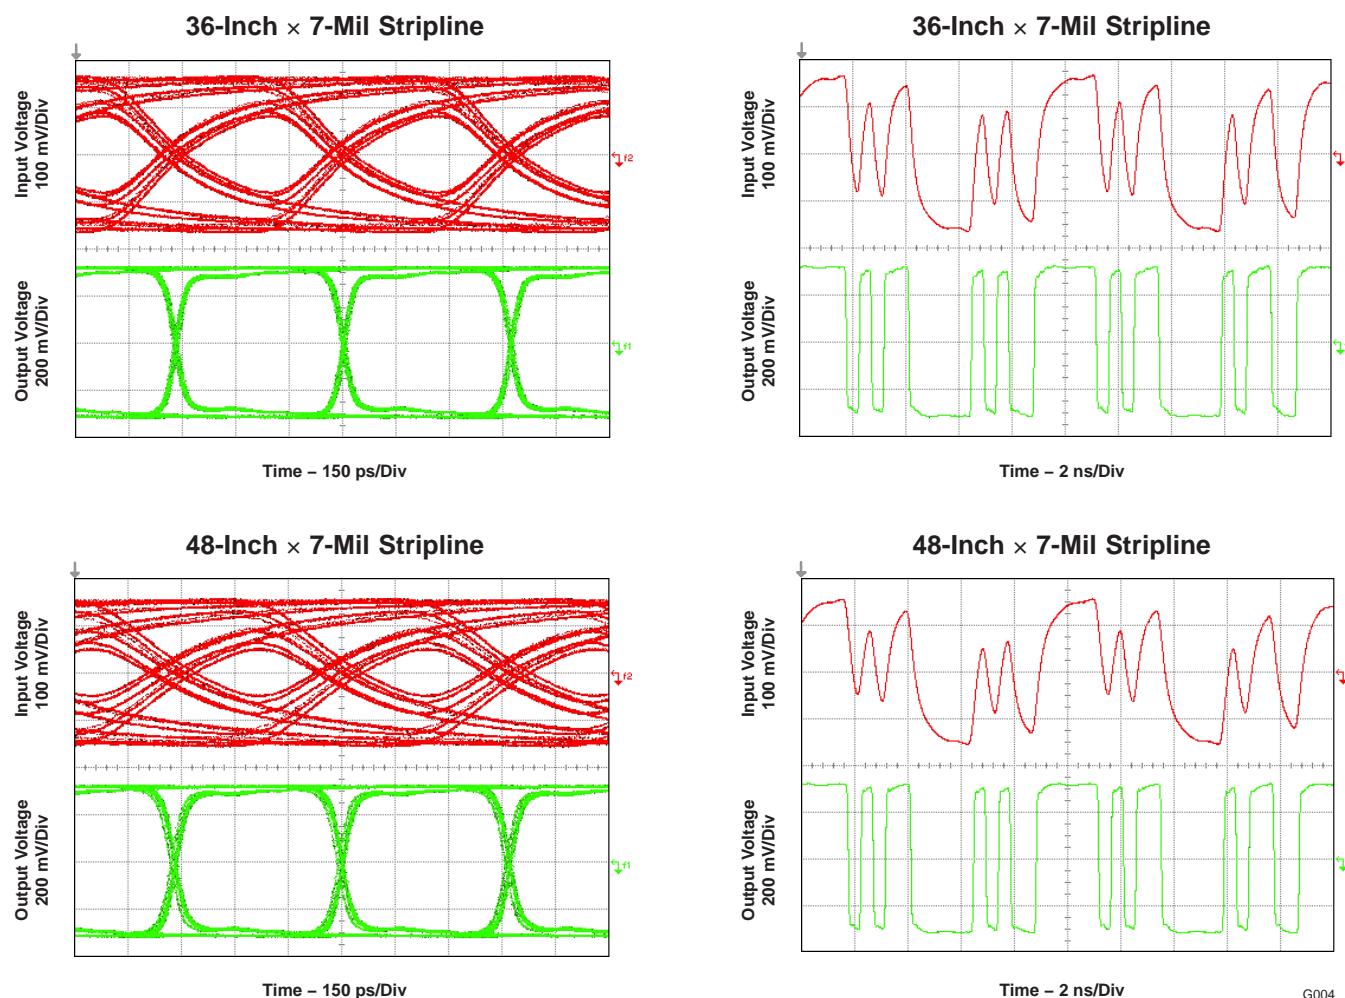 36-Inch × 7-Mil Stripline
Input Voltage
100 mV/Div
f2
Output Voltage
200 mV/Div
f1
Time – 150 ps/Div
36-Inch × 7-Mil Stripline
Input Voltage
100 mV/Div
Output Voltage
200 mV/Div
Time – 2 ns/Div
48-Inch × 7-Mil Stripline
Input Voltage
100 mV/Div
f2
Output Voltage
200 mV/Div
f1
Time – 150 ps/Div
48-Inch × 7-Mil Stripline
Input Voltage
100 mV/Div
Output Voltage
200 mV/Div
Time – 2 ns/Div
G004